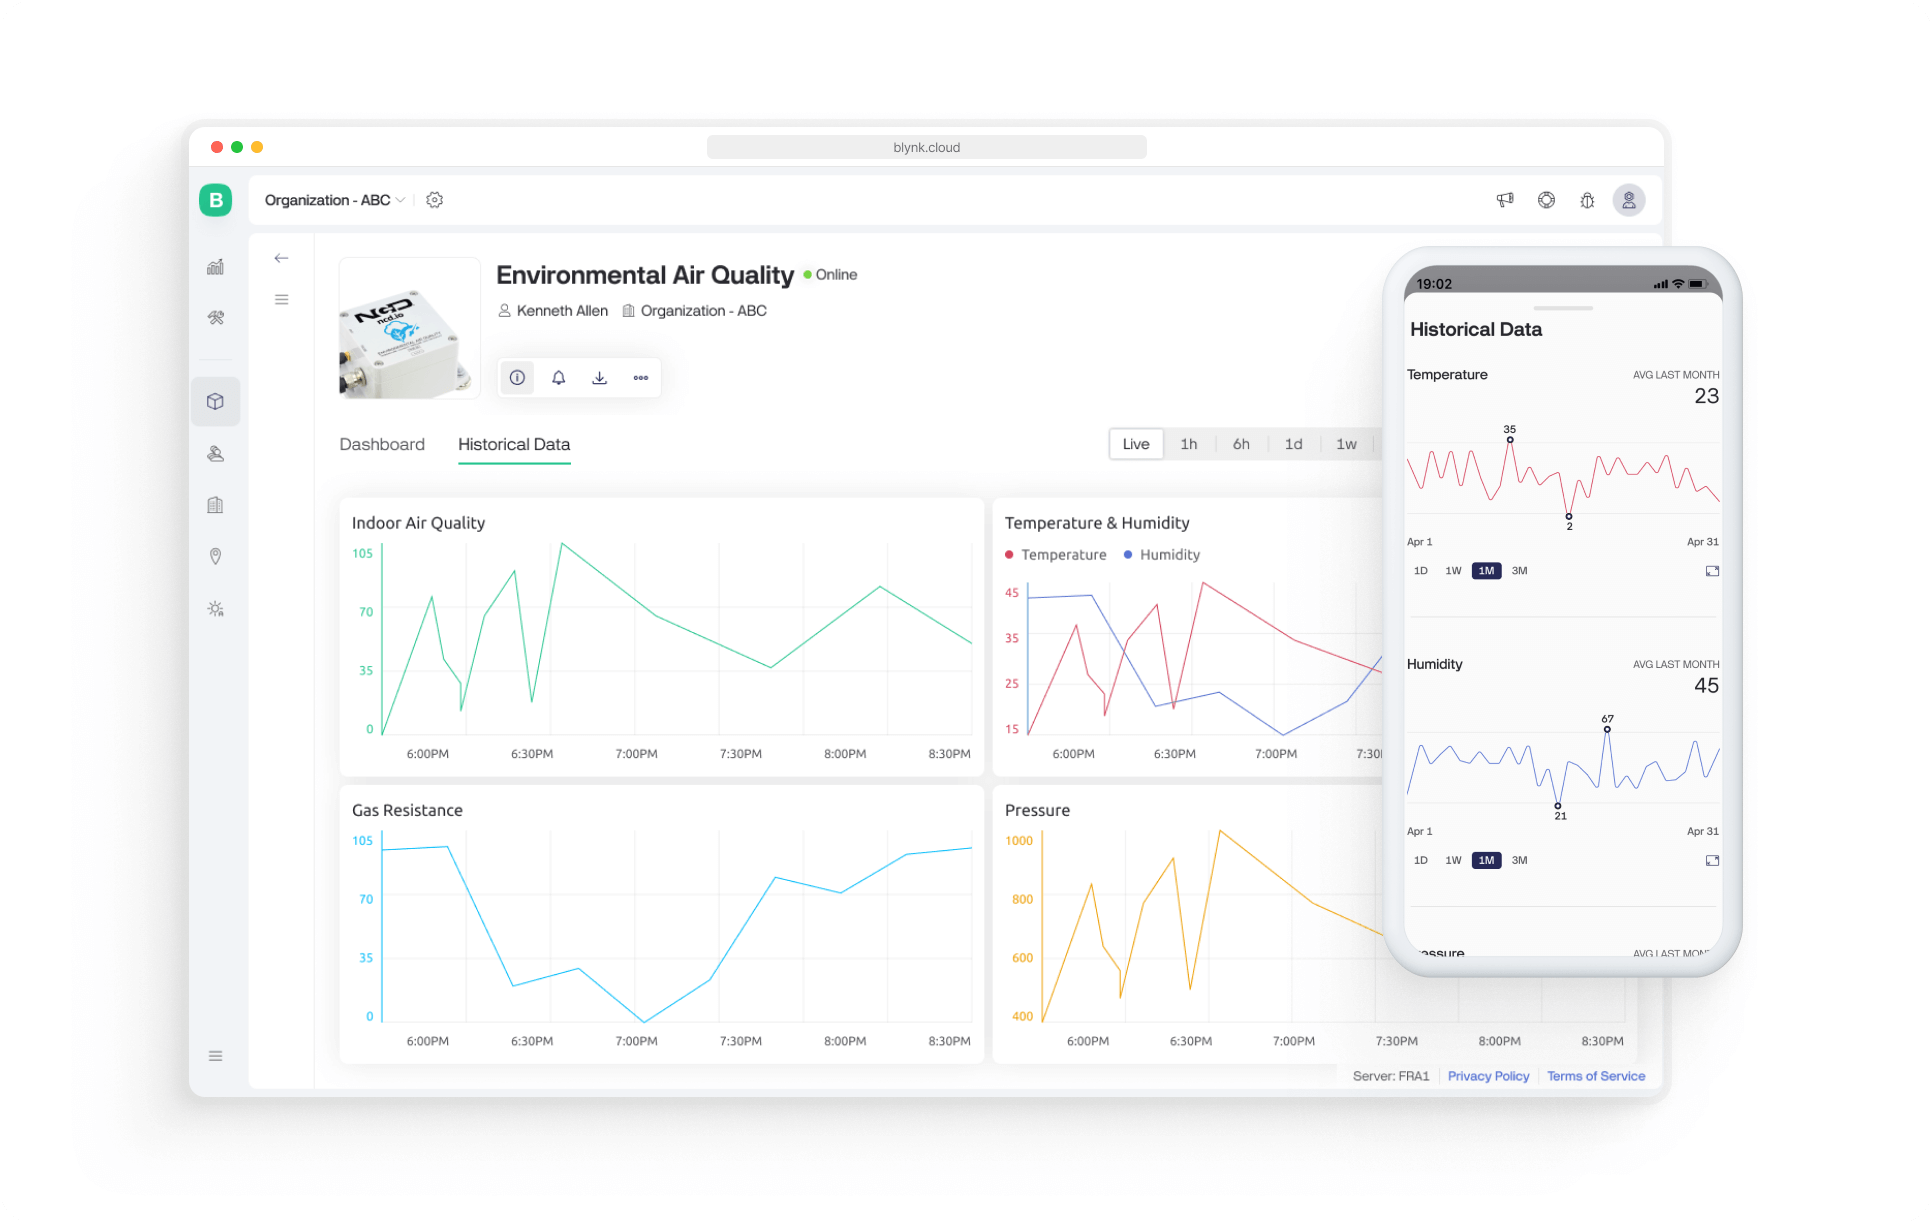 blynk.cloud
B
Organization - ABC
NCD
ncd.io
ENVIRONMENTAL AIR QUALITY
Environmental Air Quality
Online
Kenneth Allen
Organization - ABC
Dashboard
Historical Data
Live 1h 6h 1d 1w
Indoor Air Quality
105
70
35
0
6:00PM 6:30PM 7:00PM 7:30PM 8:00PM 8:30PM
Temperature & Humidity
Temperature Humidity
45
35
25
15
6:00PM 6:30PM 7:00PM 7:30
Gas Resistance
105
70
35
0
6:00PM 6:30PM 7:00PM 7:30PM 8:00PM 8:30PM
Pressure
1000
800
600
400
6:00PM 6:30PM 7:00PM 7:30PM 8:00PM 8:30PM
Server: FRA1 Privacy Policy Terms of Service
19:02
Historical Data
Temperature AVG LAST MONTH
23
35
2
Apr 1 Apr 31
1D 1W 1M 3M
Humidity AVG LAST MONTH
45
67
21
Apr 1 Apr 31
1D 1W 1M 3M
essure AVG LAST MON